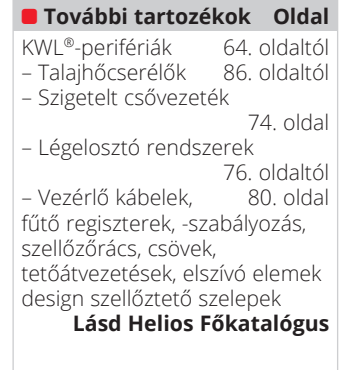 További tartozékok Oldal
KWL®-perifériák 64. oldaltól
– Talajhőcserélők 86. oldaltól
– Szigetelt csővezeték
74. oldal
– Légelosztó rendszerek
76. oldaltól
– Vezérlő kábelek, 80. oldal
fűtő regiszterek, -szabályozás,
szellőzőrács, csövek,
tetőátvezetések, elszívó elemek
design szellőztető szelepek
Lásd Helios Főkatalógus